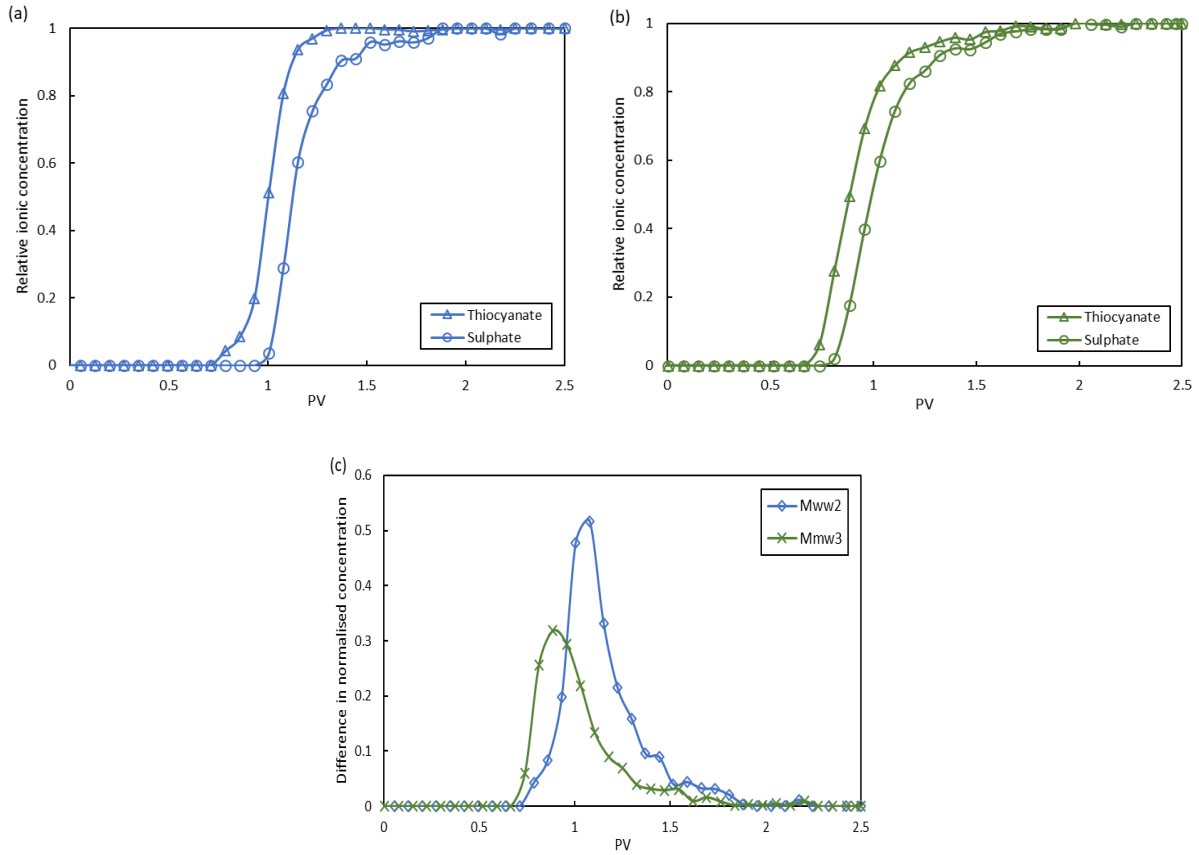 (a)
Relative ionic concentration
1
0.8
0.6
0.4
0.2
0
0 0.5 1 1.5 2 2.5
PV
Thiocyanate
Sulphate
(b)
Relative ionic concentration
1
0.8
0.6
0.4
0.2
0
0 0.5 1 1.5 2 2.5
PV
Thiocyanate
Sulphate
(c)
Difference in normalised concentration
0.6
0.5
0.4
0.3
0.2
0.1
0
0 0.5 1 1.5 2 2.5
PV
Mww2
Mmw3